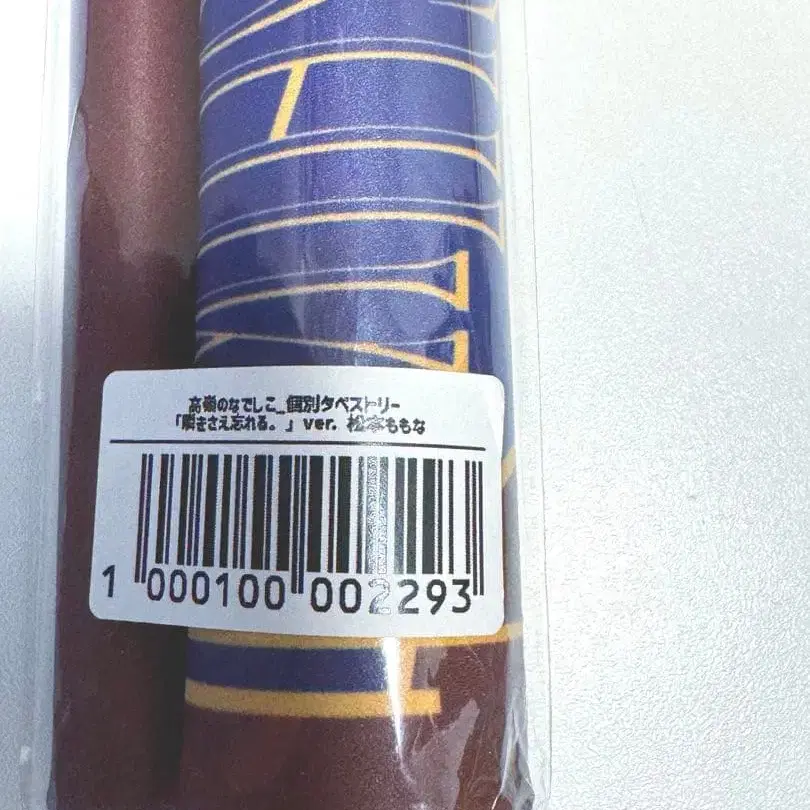 高嶺のなでしこ_個別タペストリー
「瞬きさえ忘れる。」ver. 松本ももな
1 000100 002293